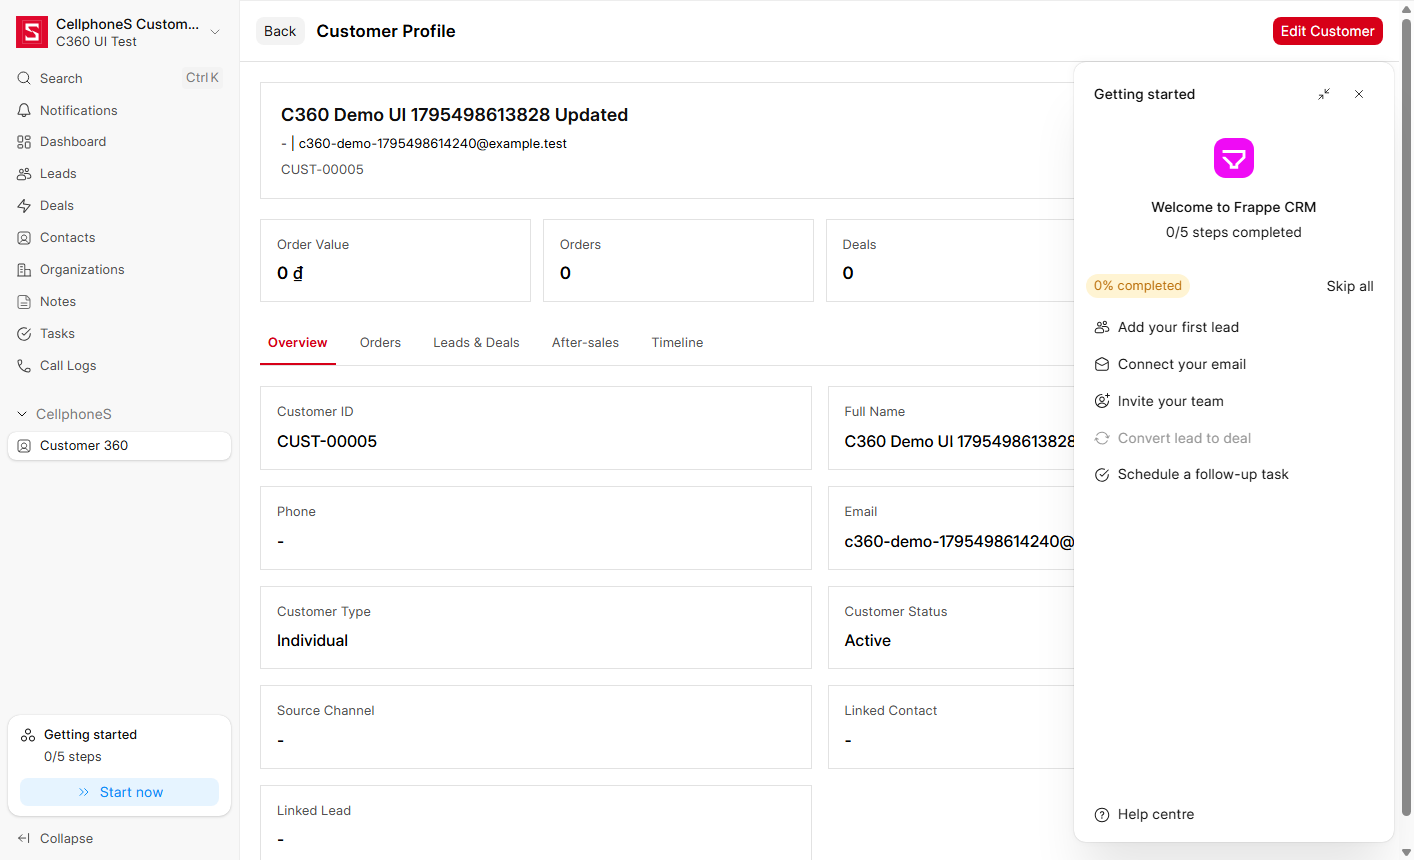 CellphoneS Custom...
C360 UI Test
Search
Ctrl K
Notifications
Dashboard
Leads
Deals
Contacts
Organizations
Notes
Tasks
Call Logs
CellphoneS
Customer 360
Getting started
0/5 steps
Start now
Collapse
Back
Customer Profile
Edit Customer
C360 Demo UI 1795498613828 Updated
- | c360-demo-1795498614240@example.test
CUST-00005
Order Value
0 ₫
Orders
0
Deals
0
Overview
Orders
Leads & Deals
After-sales
Timeline
Customer ID
CUST-00005
Full Name
C360 Demo UI 1795498613828
Phone
-
Email
c360-demo-1795498614240@
Customer Type
Individual
Customer Status
Active
Source Channel
-
Linked Contact
-
Linked Lead
-
Getting started
Welcome to Frappe CRM
0/5 steps completed
0% completed
Skip all
Add your first lead
Connect your email
Invite your team
Convert lead to deal
Schedule a follow-up task
Help centre